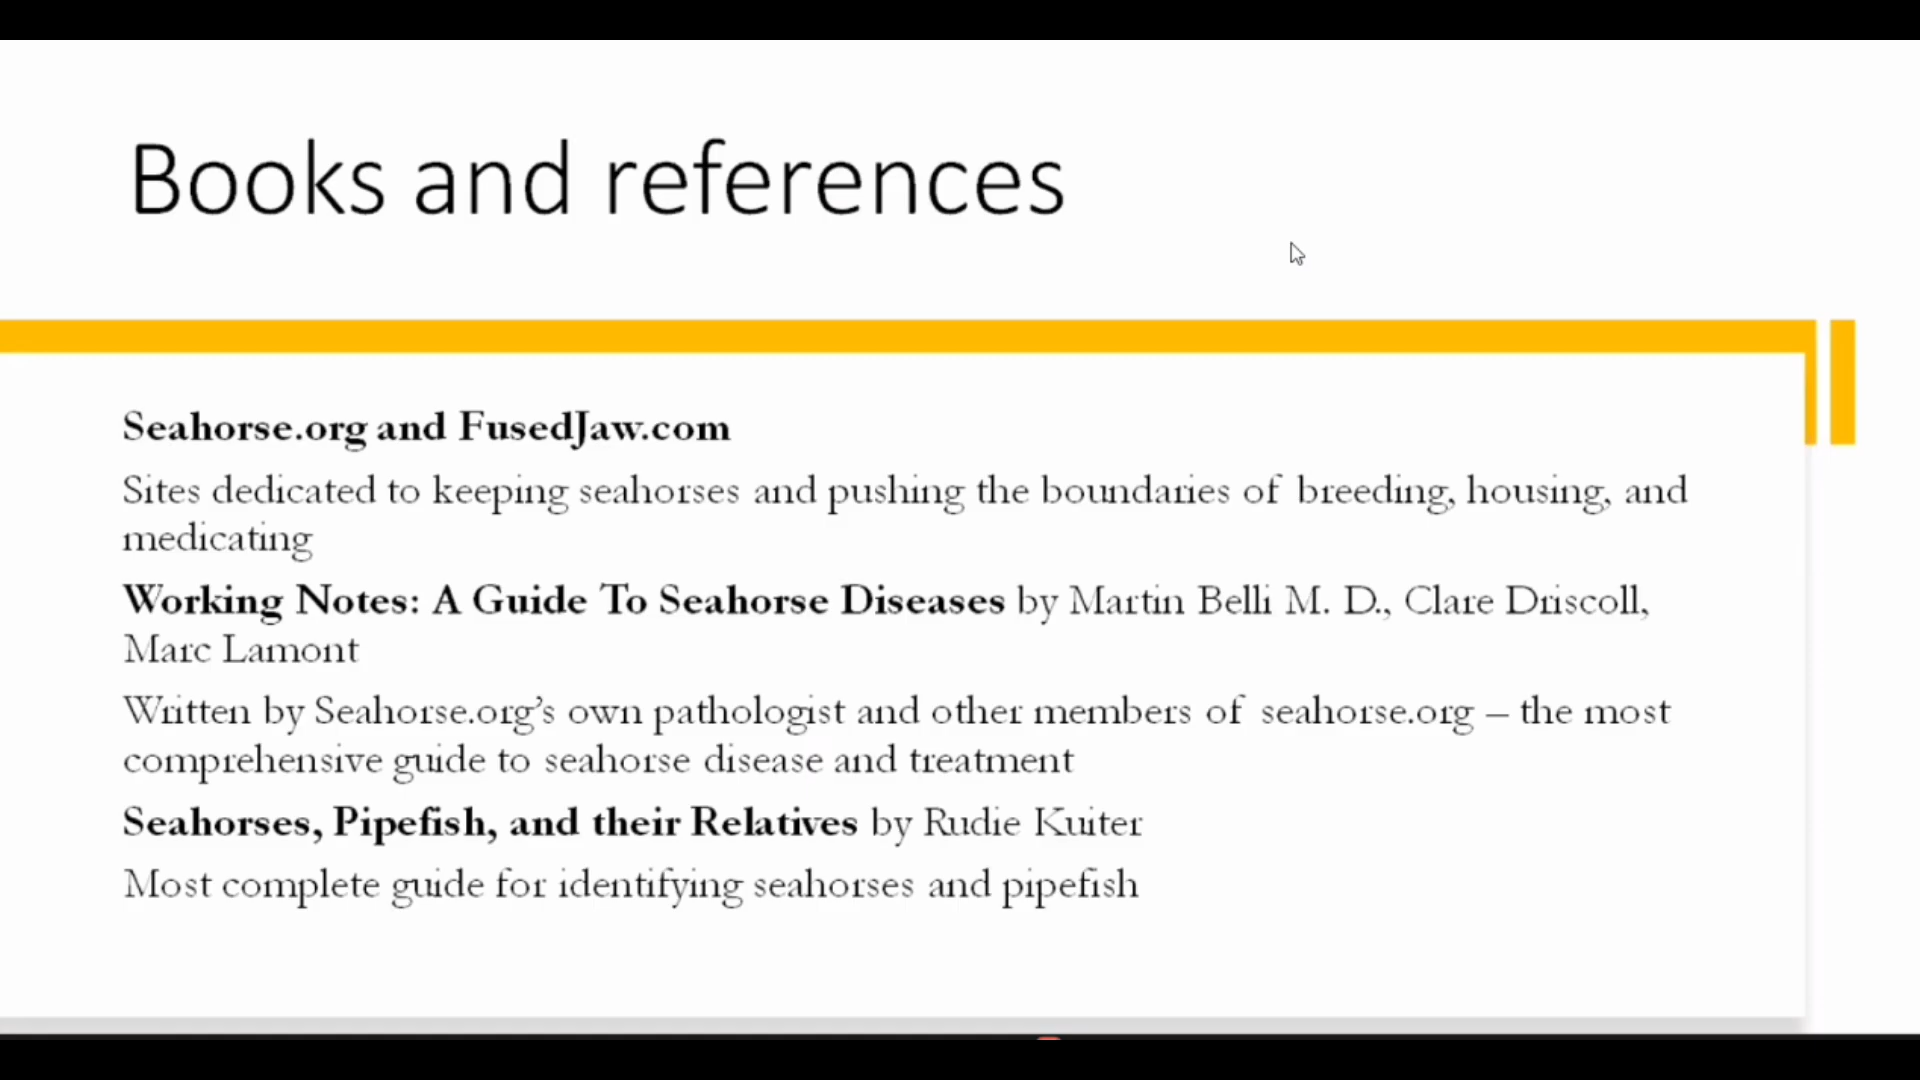 Books and references
Seahorse.org and FusedJaw.com
Sites dedicated to keeping seahorses and pushing the boundaries of breeding, housing, and
medicating
Working Notes: A Guide To Seahorse Diseases by Martin Belli M. D., Clare Driscoll,
Marc Lamont
Written by Seahorse.org’s own pathologist and other members of seahorse.org – the most
comprehensive guide to seahorse disease and treatment
Seahorses, Pipefish, and their Relatives by Rudie Kuiter
Most complete guide for identifying seahorses and pipefish